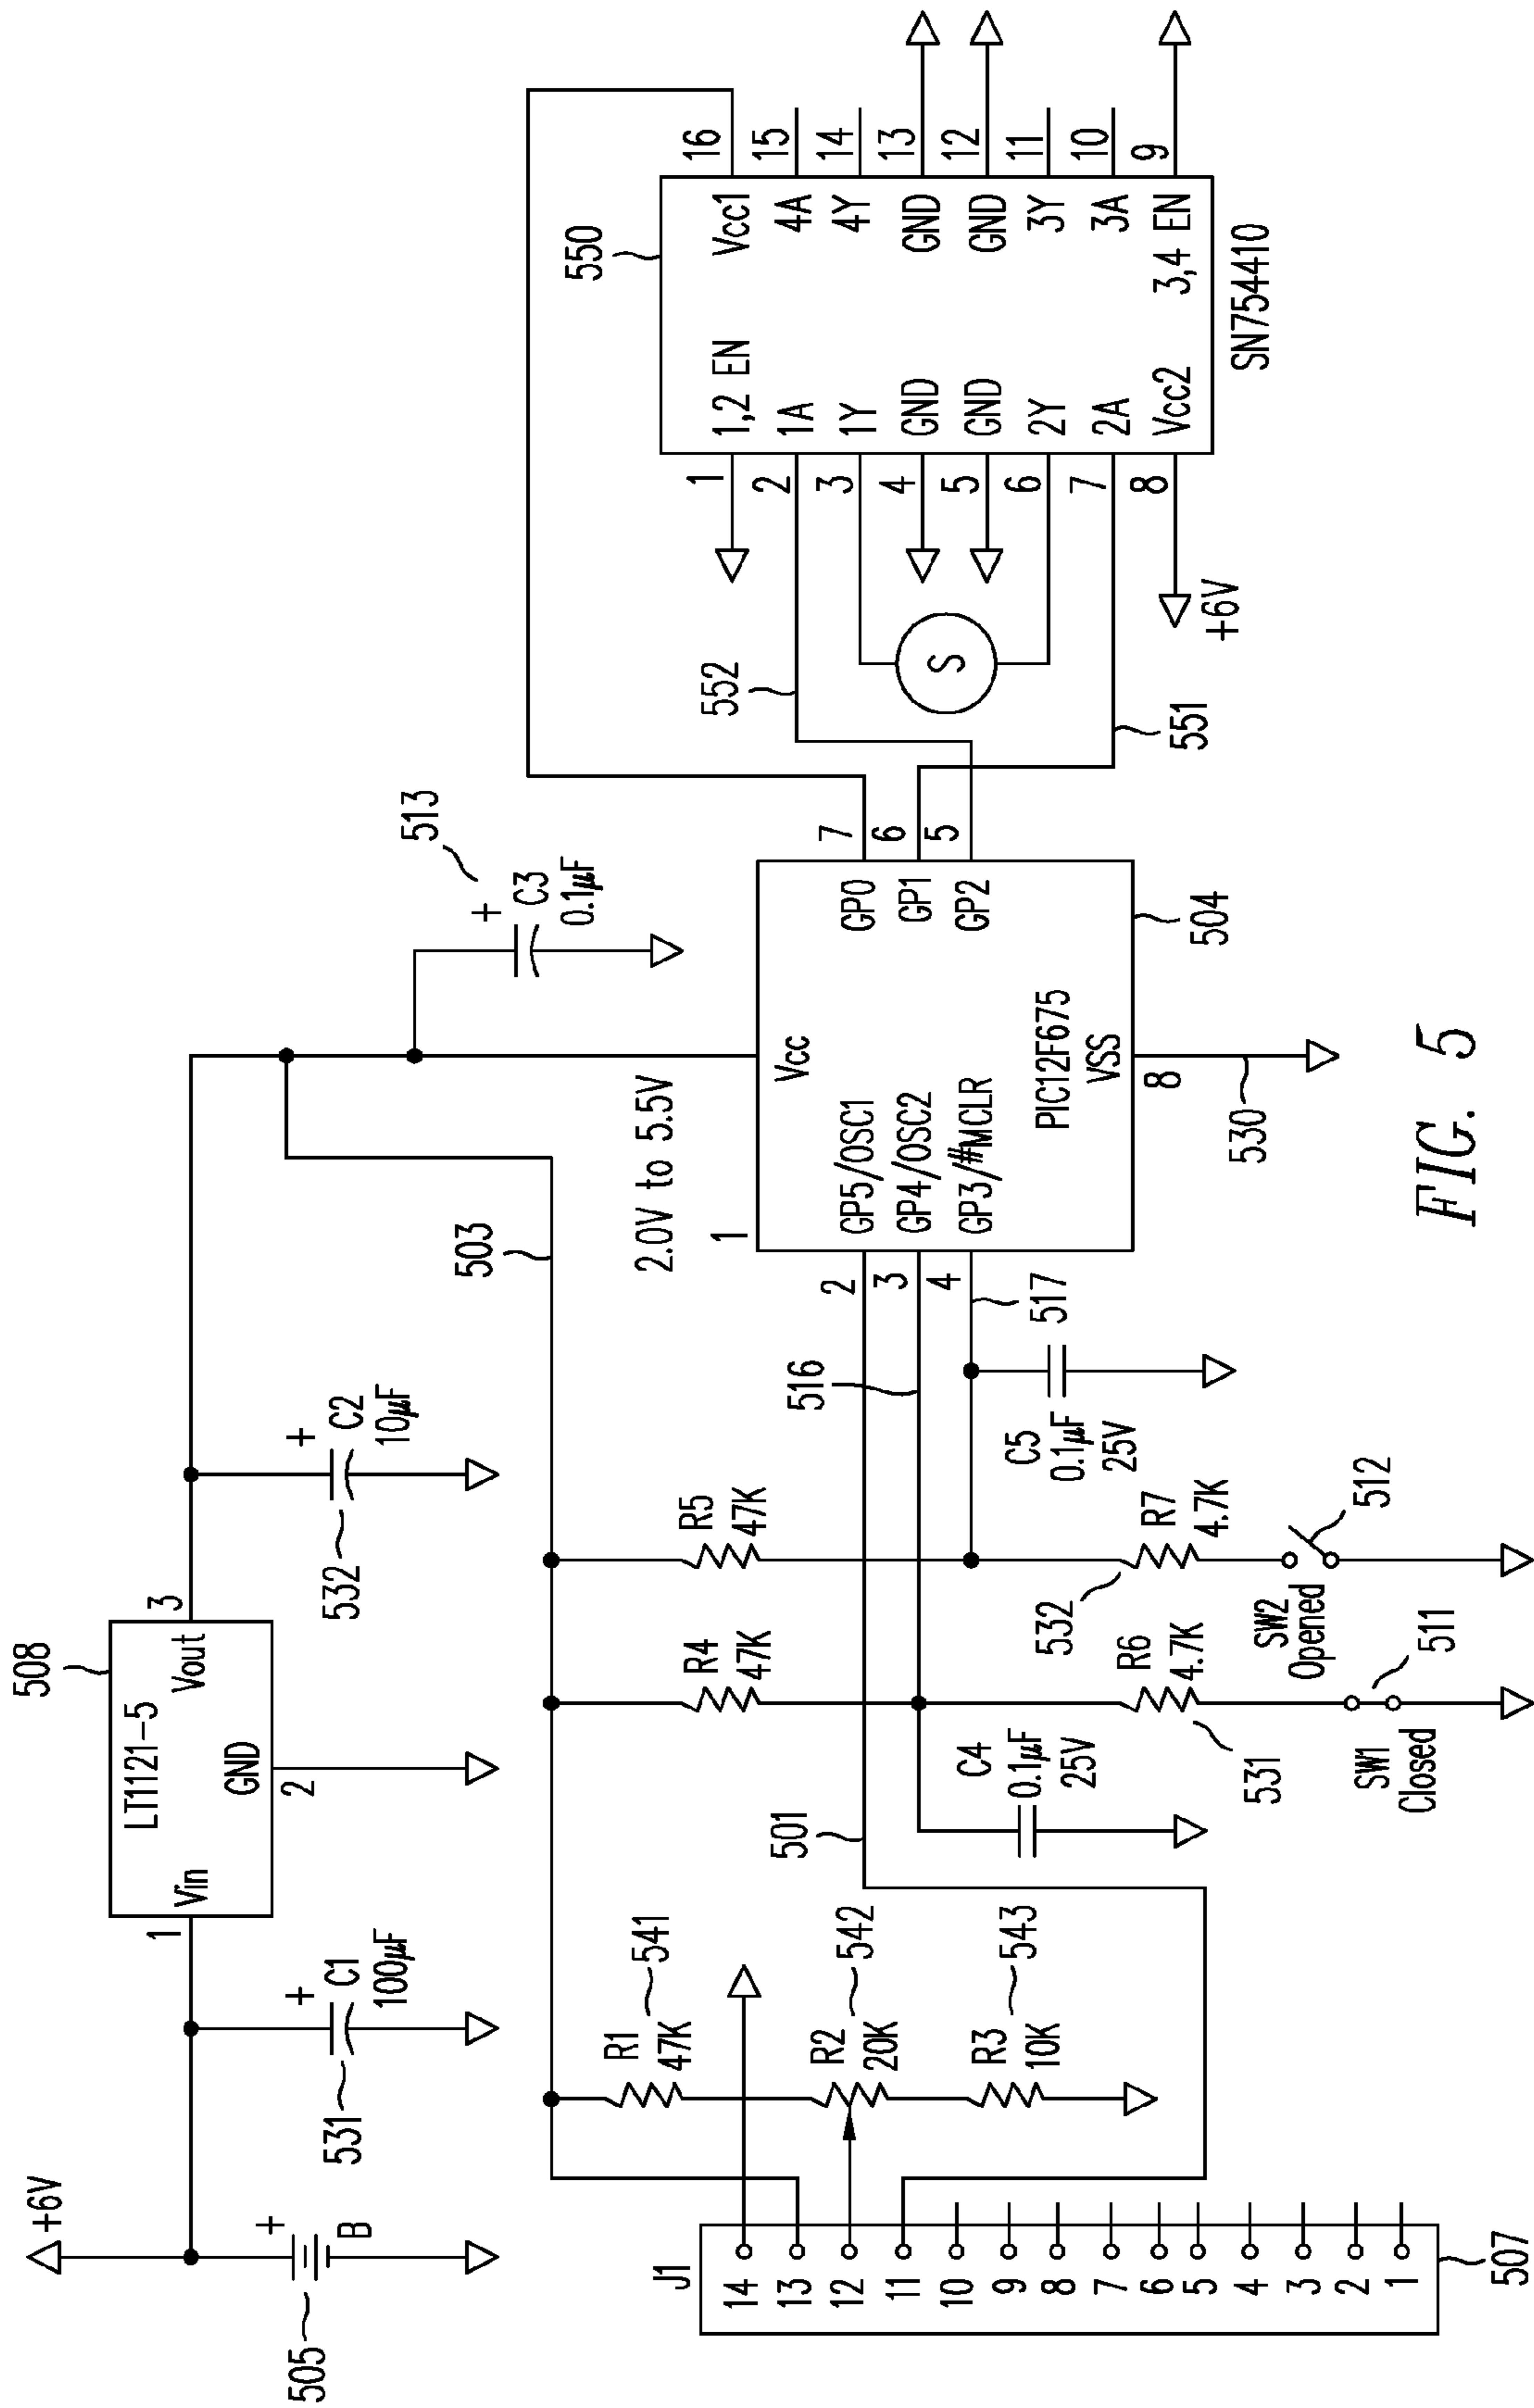 +6V
505
+
B
531
+
C1
100µF
508
1
Vin
LT1121-5
GND
2
Vout
3
532
+
C2
10µF
503
513
+
C3
0.1µF
2.0V to 5.5V
J1
14
13
12
11
10
9
8
7
6
5
4
3
2
1
507
R1
47K
541
R2
20K
542
R3
10K
543
501
C4
0.1µF
25V
R4
47K
R5
47K
516
517
C5
0.1µF
25V
531
R6
4.7K
532
R7
4.7K
SW1
Closed
511
SW2
Opened
512
1
Vcc
2
GP5/OSC1
3
GP4/OSC2
4
GP3/#MCLR
GP0
7
GP1
6
GP2
5
PIC12F675
VSS
8
504
530
552
551
S
550
1
1,2 EN
2
1A
3
1Y
4
GND
5
GND
6
2Y
7
2A
8
Vcc2
+6V
Vcc1
16
4A
15
4Y
14
GND
13
GND
12
3Y
11
3A
10
3,4 EN
9
SN754410
FIG. 5